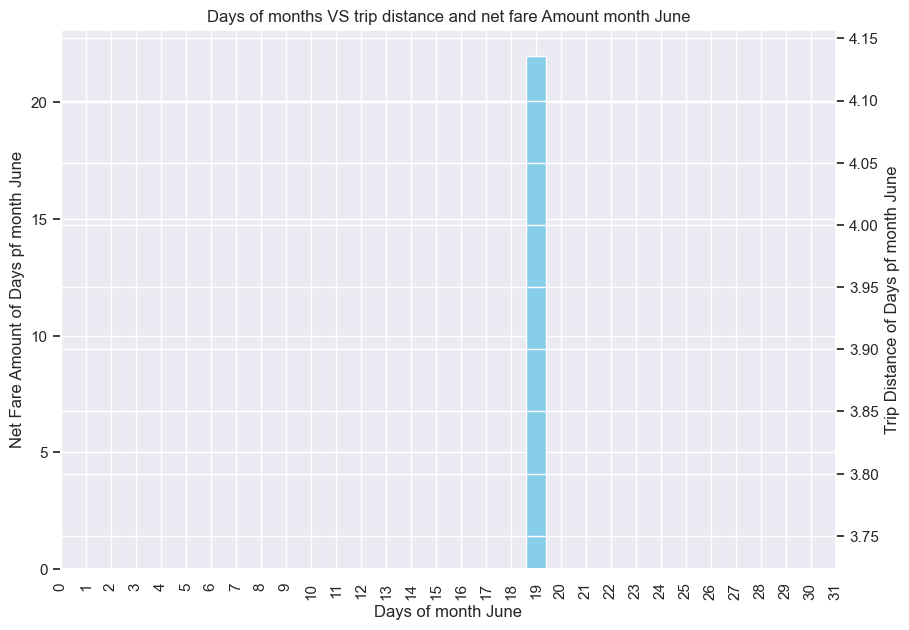 Days of months VS trip distance and net fare Amount month June
Net Fare Amount of Days pf month June
20
15
10
5
0
4.15
4.10
4.05
4.00
3.95
3.90
3.85
3.80
3.75
Trip Distance of Days pf month June
0 1 2 3 4 5 6 7 8 9 10 11 12 13 14 15 16 17 18 19 20 21 22 23 24 25 26 27 28 29 30 31
Days of month June